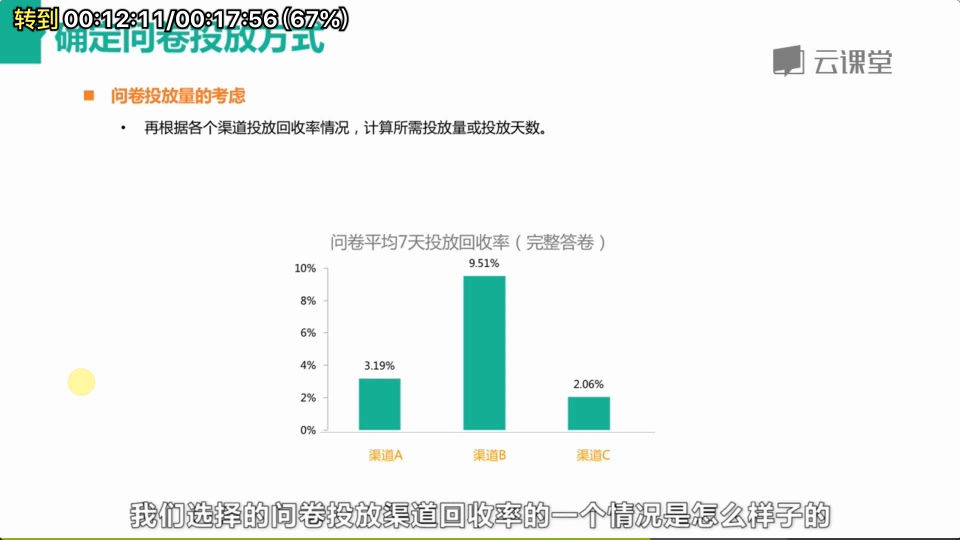 转到 00:12:11/00:17:56 (67%)
确定问卷投放方式
云课堂
问卷投放量的考虑
• 再根据各个渠道投放回收率情况，计算所需投放量或投放天数。
问卷平均7天投放回收率（完整答卷）
10%
8%
6%
4%
2%
0%
3.19%
9.51%
2.06%
渠道A
渠道B
渠道C
我们选择的问卷投放渠道回收率的一个情况是怎么样子的